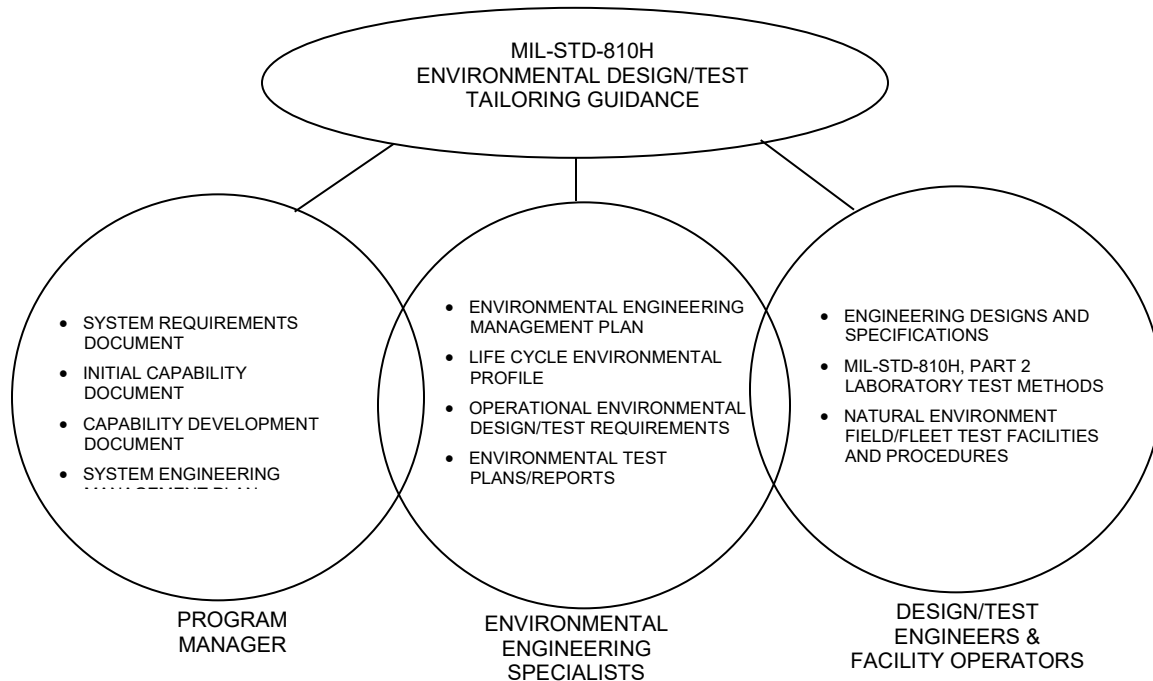 MIL-STD-810H
ENVIRONMENTAL DESIGN/TEST
TAILORING GUIDANCE
• SYSTEM REQUIREMENTS
DOCUMENT
• INITIAL CAPABILITY
DOCUMENT
• CAPABILITY DEVELOPMENT
DOCUMENT
• SYSTEM ENGINEERING
MANAGEMENT PLAN
• ENVIRONMENTAL ENGINEERING
MANAGEMENT PLAN
• LIFE CYCLE ENVIRONMENTAL
PROFILE
• OPERATIONAL ENVIRONMENTAL
DESIGN/TEST REQUIREMENTS
• ENVIRONMENTAL TEST
PLANS/REPORTS
• ENGINEERING DESIGNS AND
SPECIFICATIONS
• MIL-STD-810H, PART 2
LABORATORY TEST METHODS
• NATURAL ENVIRONMENT
FIELD/FLEET TEST FACILITIES
AND PROCEDURES
PROGRAM
MANAGER
ENVIRONMENTAL
ENGINEERING
SPECIALISTS
DESIGN/TEST
ENGINEERS &
FACILITY OPERATORS